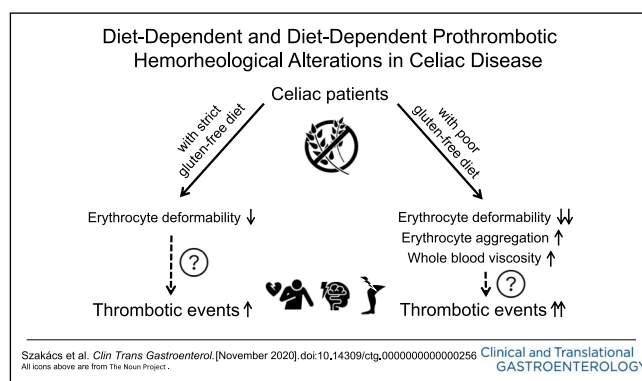 Diet-Dependent and Diet-Dependent Prothrombotic
Hemorheological Alterations in Celiac Disease
Celiac patients
with strict
gluten-free diet
with poor
gluten-free
diet
Erythrocyte deformability ↓
?
Thrombotic events ↑
Erythrocyte deformability ↓↓
Erythrocyte aggregation ↑
Whole blood viscosity ↑
?
Thrombotic events ↑↑
Szakács et al. Clin Trans Gastroenterol.[November 2020].doi:10.14309/ctg.0000000000000256
All icons above are from The Noun Project .
Clinical and Translational
GASTROENTEROLOGY